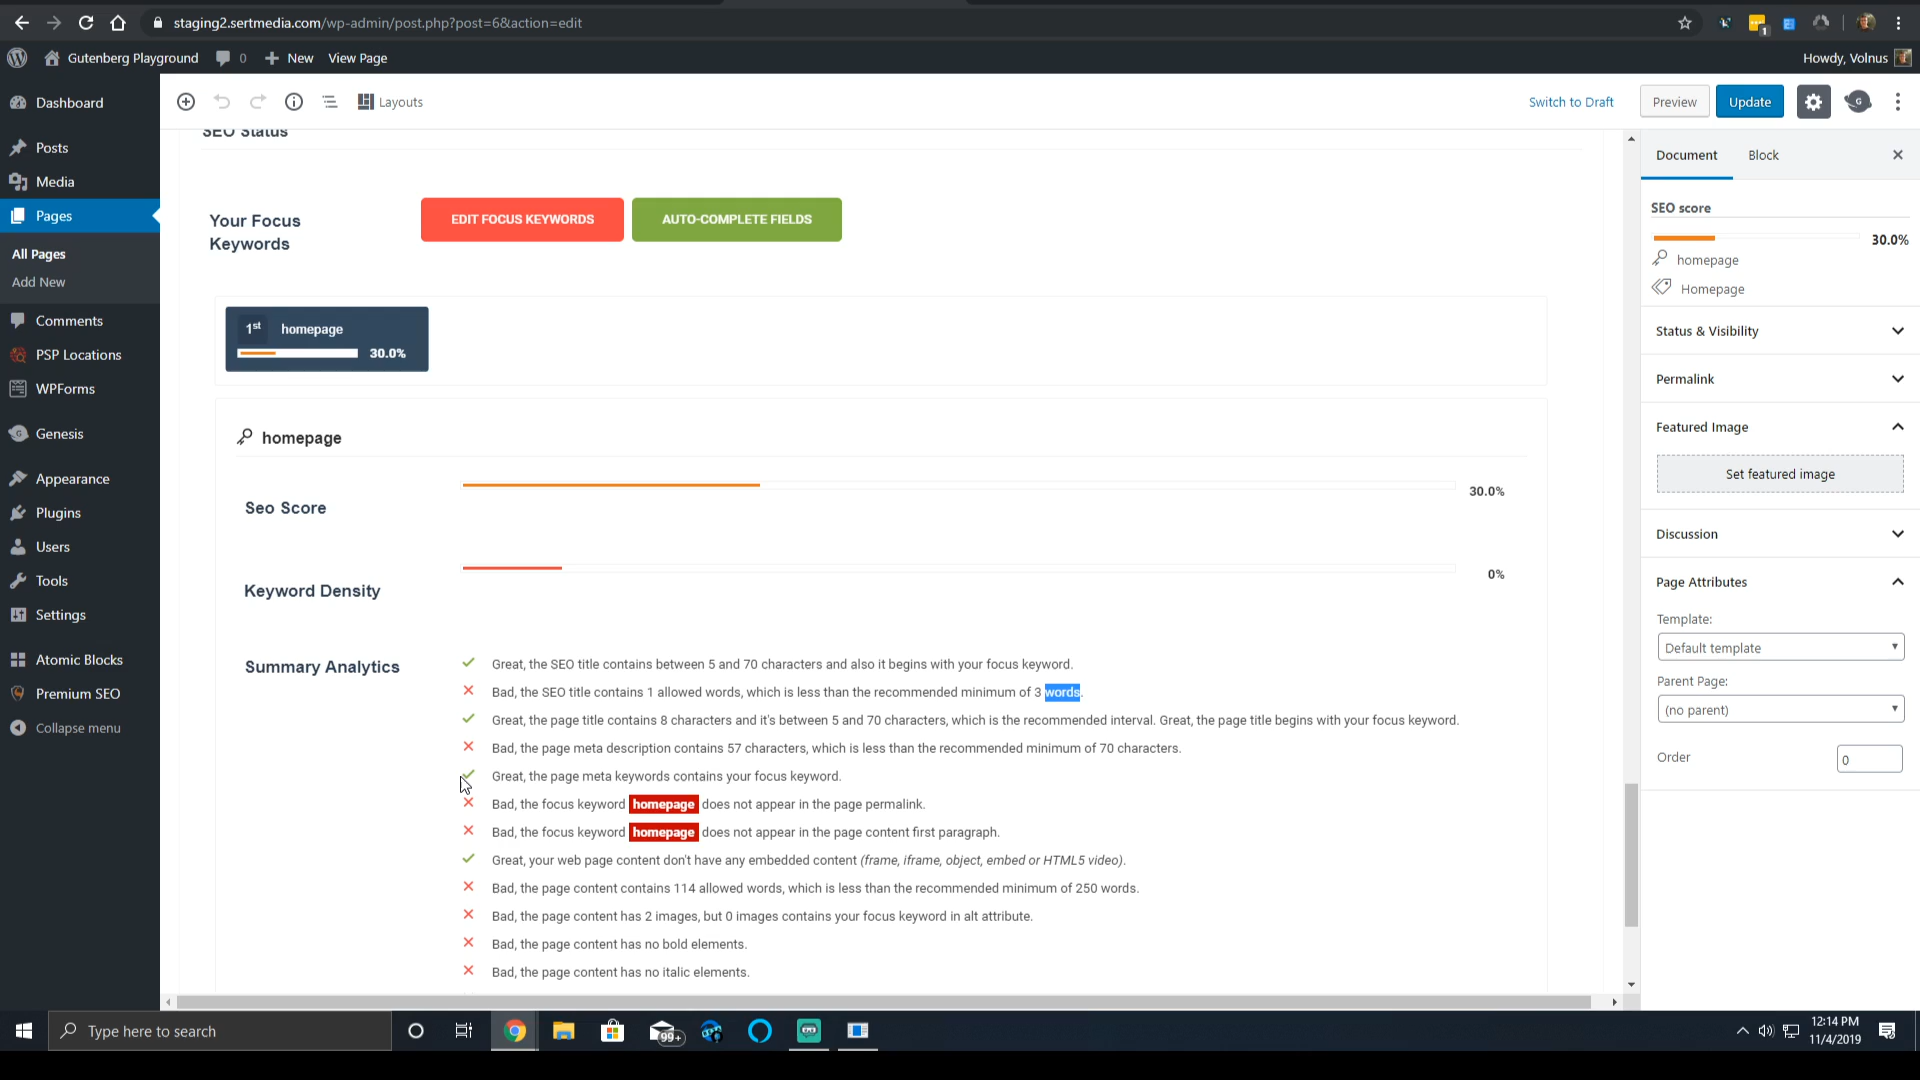 staging2.sertmedia.com/wp-admin/post.php?post=6&action=edit
1
Gutenberg Playground
0
New
View Page
Howdy, Volnus
Dashboard
Posts
Media
Pages
All Pages
Add New
Comments
PSP Locations
WPForms
Genesis
Appearance
Plugins
Users
Tools
Settings
Atomic Blocks
Premium SEO
Collapse menu
Layouts
Switch to Draft
Preview
Update
G
SEO Status
Your Focus
Keywords
EDIT FOCUS KEYWORDS
AUTO-COMPLETE FIELDS
1st homepage
30.0%
homepage
Seo Score
30.0%
Keyword Density
0%
Summary Analytics
Great, the SEO title contains between 5 and 70 characters and also it begins with your focus keyword.
Bad, the SEO title contains 1 allowed words, which is less than the recommended minimum of 3 words.
Great, the page title contains 8 characters and it's between 5 and 70 characters, which is the recommended interval. Great, the page title begins with your focus keyword.
Bad, the page meta description contains 57 characters, which is less than the recommended minimum of 70 characters.
Great, the page meta keywords contains your focus keyword.
Bad, the focus keyword homepage does not appear in the page permalink.
Bad, the focus keyword homepage does not appear in the page content first paragraph.
Great, your web page content don't have any embedded content (frame, iframe, object, embed or HTML5 video).
Bad, the page content contains 114 allowed words, which is less than the recommended minimum of 250 words.
Bad, the page content has 2 images, but 0 images contains your focus keyword in alt attribute.
Bad, the page content has no bold elements.
Bad, the page content has no italic elements.
Document
Block
SEO score
30.0%
homepage
Homepage
Status & Visibility
Permalink
Featured Image
Set featured image
Discussion
Page Attributes
Template:
Default template
Parent Page:
(no parent)
Order
0
Type here to search
99+
12:14 PM
11/4/2019